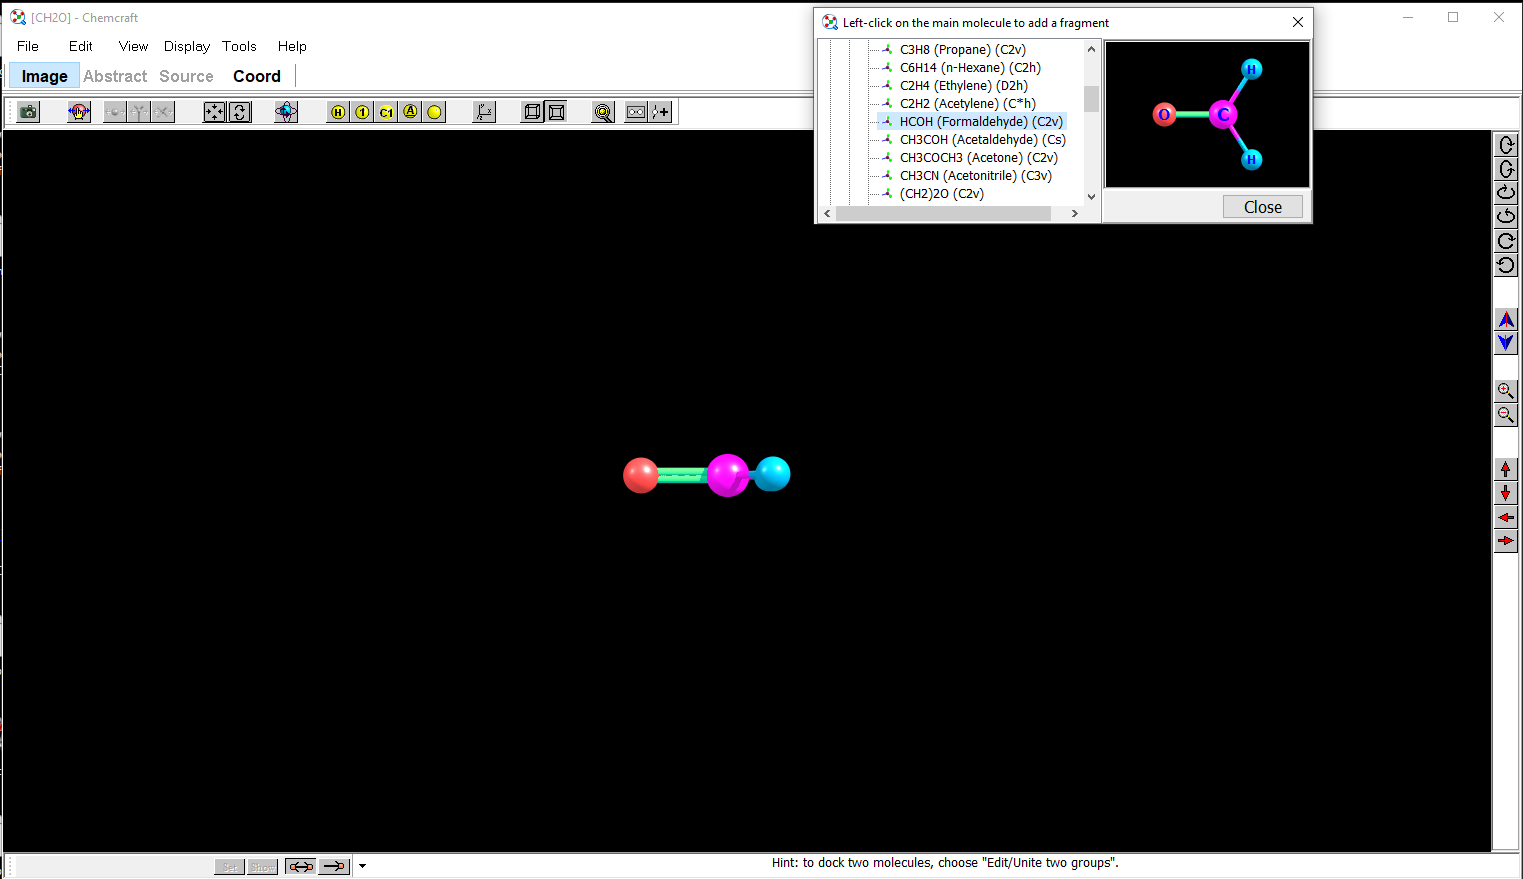 [CH2O] - Chemcraft
File Edit View Display Tools Help
Image Abstract Source Coord
H 1 C1 A
Left-click on the main molecule to add a fragment
C3H8 (Propane) (C2v)
C6H14 (n-Hexane) (C2h)
C2H4 (Ethylene) (D2h)
C2H2 (Acetylene) (C*h)
HCOH (Formaldehyde) (C2v)
CH3COH (Acetaldehyde) (Cs)
CH3COCH3 (Acetone) (C2v)
CH3CN (Acetonitrile) (C3v)
(CH2)2O (C2v)
H
O C
H
Close
Set Show
Hint: to dock two molecules, choose "Edit/Unite two groups".